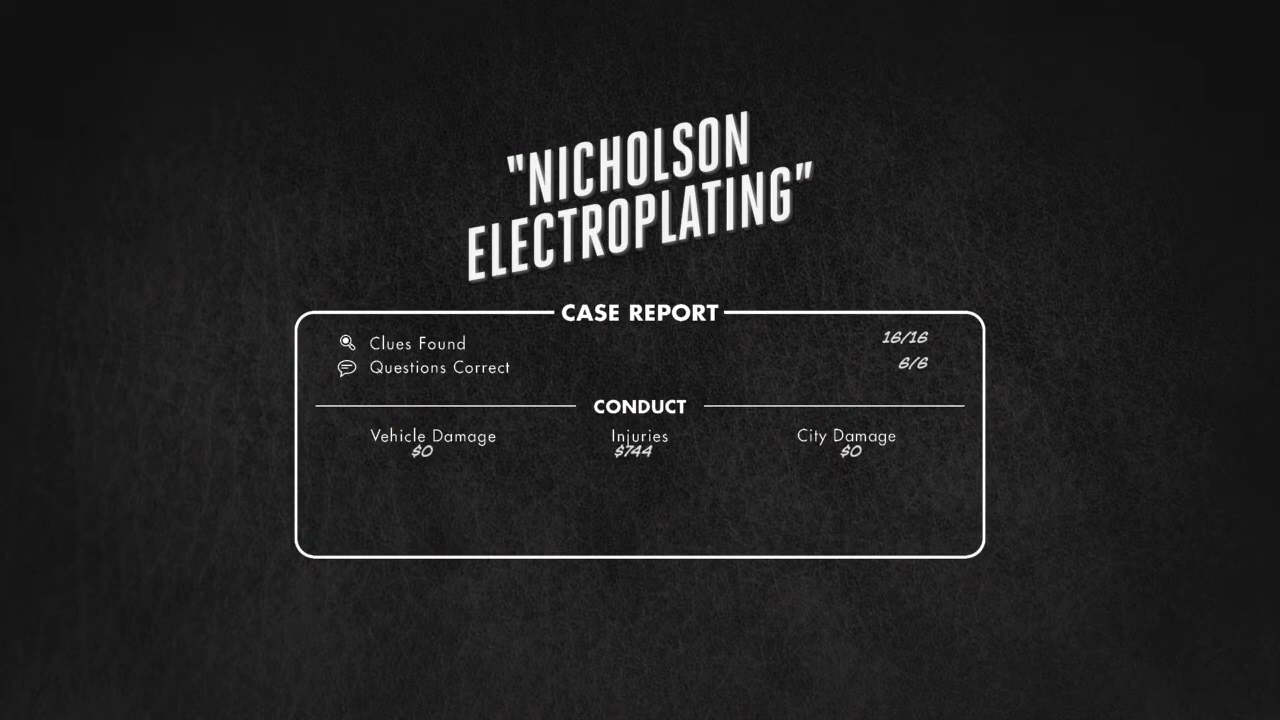 "NICHOLSON
ELECTROPLATING"
CASE REPORT
Clues Found 16/16
Questions Correct 6/6
CONDUCT
Vehicle Damage Injuries City Damage
$0 $744 $0